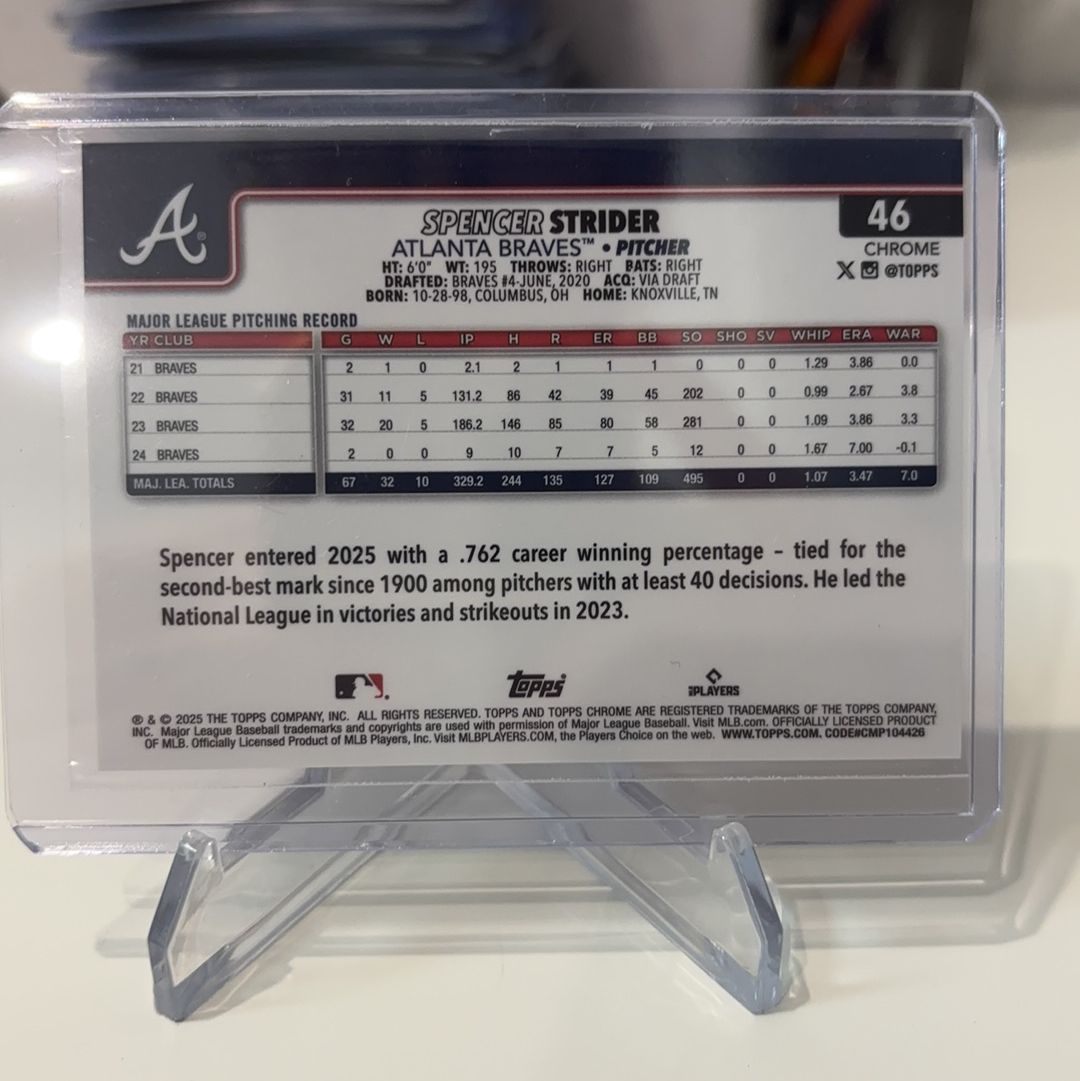 A
46
SPENCER STRIDER
CHROME
ATLANTA BRAVES™ • PITCHER
X @TOPPS
HT: 6'0" WT: 195 THROWS: RIGHT BATS: RIGHT
DRAFTED: BRAVES #4-JUNE, 2020 ACQ: VIA DRAFT
BORN: 10-28-98, COLUMBUS, OH HOME: KNOXVILLE, TN
MAJOR LEAGUE PITCHING RECORD
YR CLUB G W L IP H R ER BB SO SHO SV WHIP ERA WAR
21 BRAVES 2 1 0 2.1 2 1 1 1 0 0 0 1.29 3.86 0.0
22 BRAVES 31 11 5 131.2 86 42 39 45 202 0 0 0.99 2.67 3.8
23 BRAVES 32 20 5 186.2 146 85 80 58 281 0 0 1.09 3.86 3.3
24 BRAVES 2 0 0 9 10 7 7 5 12 0 0 1.67 7.00 -0.1
MAJ. LEA. TOTALS 67 32 10 329.2 244 135 127 109 495 0 0 1.07 3.47 7.0
Spencer entered 2025 with a .762 career winning percentage – tied for the
second-best mark since 1900 among pitchers with at least 40 decisions. He led the
National League in victories and strikeouts in 2023.
topps
PLAYERS
® & © 2025 THE TOPPS COMPANY, INC. ALL RIGHTS RESERVED. TOPPS AND TOPPS CHROME ARE REGISTERED TRADEMARKS OF THE TOPPS COMPANY,
INC. Major League Baseball trademarks and copyrights are used with permission of Major League Baseball. Visit MLB.com. OFFICIALLY LICENSED PRODUCT
OF MLB. Officially Licensed Product of MLB Players, Inc. Visit MLBPLAYERS.COM, the Players Choice on the web. WWW.TOPPS.COM. CODE#CMP104426